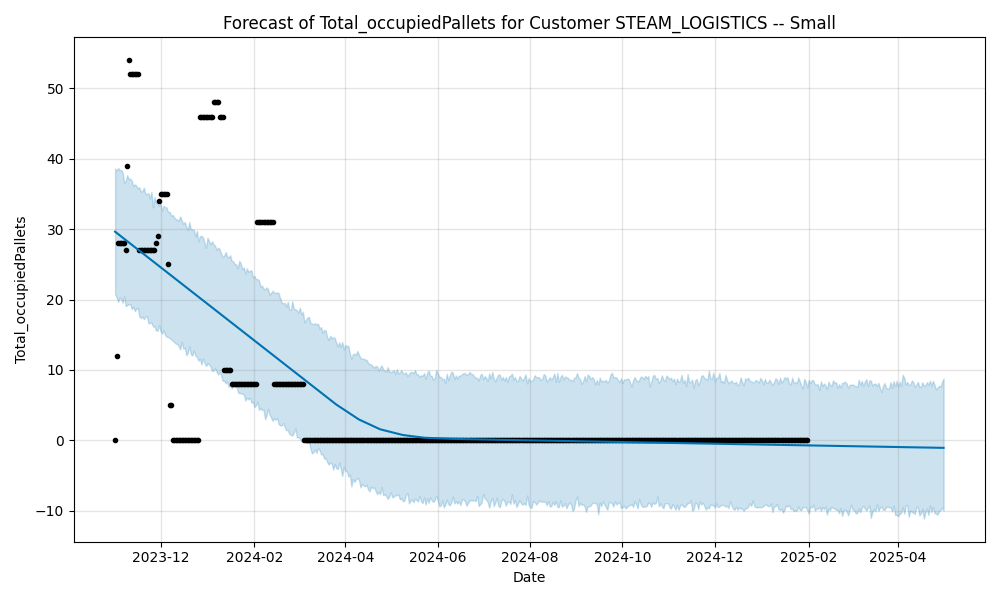 Forecast of Total_occupiedPallets for Customer STEAM_LOGISTICS -- Small
Total_occupiedPallets
50
40
30
20
10
0
−10
2023-12 2024-02 2024-04 2024-06 2024-08 2024-10 2024-12 2025-02 2025-04
Date